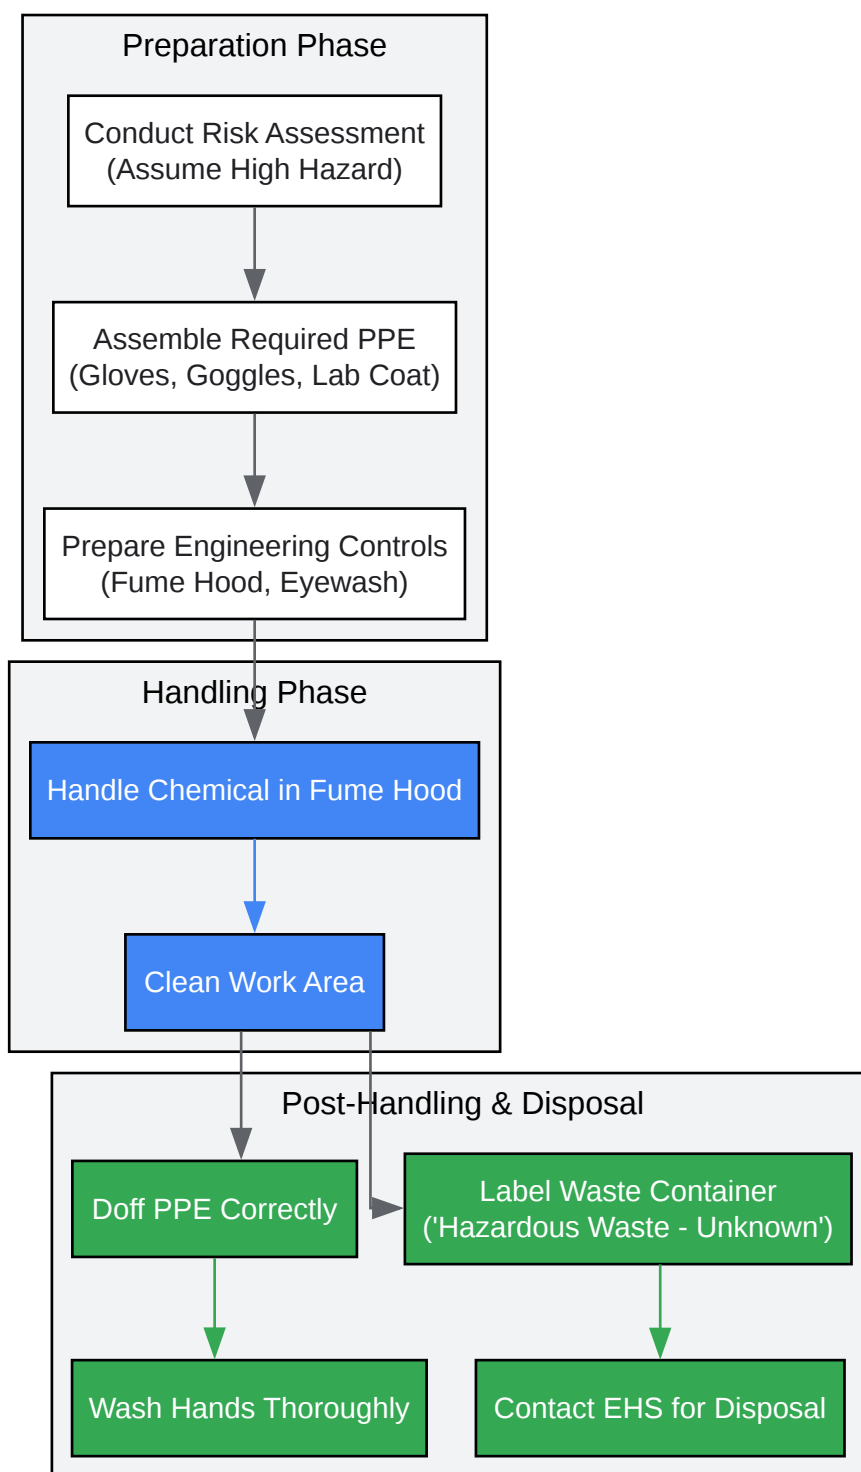 Preparation Phase
Conduct Risk Assessment
(Assume High Hazard)
Assemble Required PPE
(Gloves, Goggles, Lab Coat)
Prepare Engineering Controls
(Fume Hood, Eyewash)
Handling Phase
Handle Chemical in Fume Hood
Clean Work Area
Post-Handling & Disposal
Doff PPE Correctly
Label Waste Container
('Hazardous Waste - Unknown')
Wash Hands Thoroughly
Contact EHS for Disposal